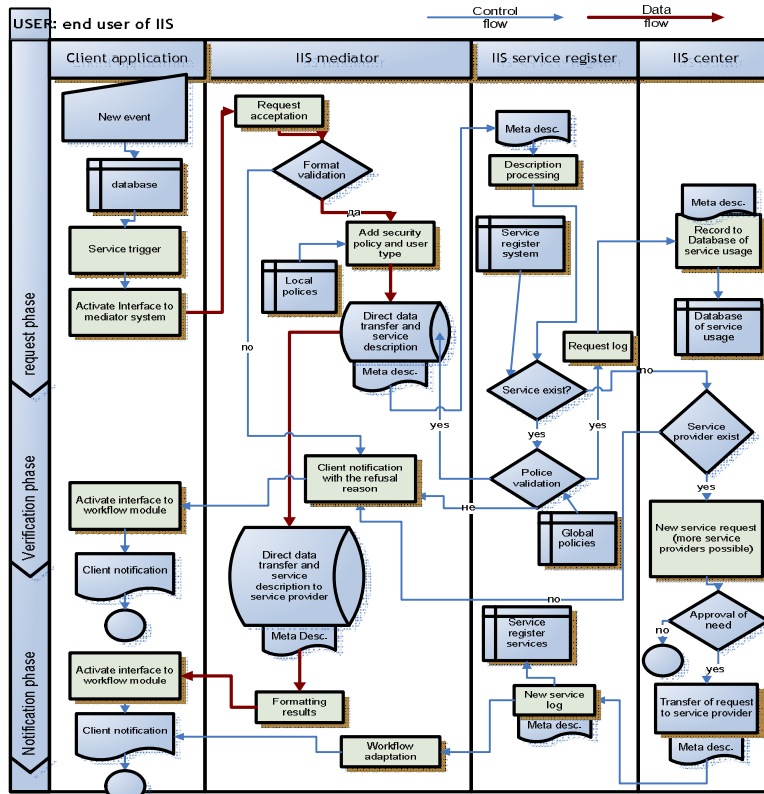 USER: end user of IIS
Control
flow
Data
flow
Client application
IIS mediator
IIS service register
IIS center
request phase
Verification phase
Notification phase
New event
database
Service trigger
Activate Interface to
mediator system
Request
acceptation
Format
validation
да
no
Add security
policy and user
type
Local
polices
Direct data
transfer and
service
description
Meta desc.
yes
Client notification
with the refusal
reason
Activate interface to
workflow module
Client notification
Direct data
transfer and
service
description to
service provider
Meta Desc.
Formatting
results
Activate interface to
workflow module
Client notification
Workflow
adaptation
Meta desc.
Description
processing
Service
register
system
Request log
Service exist?
no
yes
yes
Police
validation
не
Global
policies
no
Service
register
services
New service
log
Meta desc.
Meta desc.
Record to
Database of
service usage
Database
of service
usage
Service
provider exist
yes
New service request
(more service
providers possible)
Approval of
need
no
yes
Transfer of request
to service provider
Meta desc.